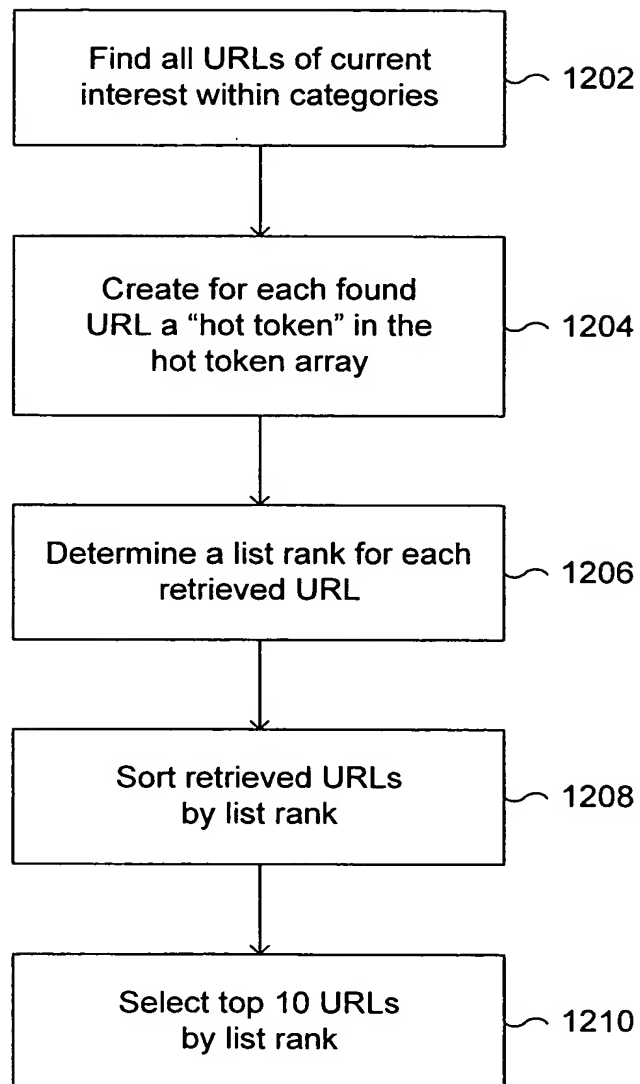 Find all URLs of current
interest within categories
1202
Create for each found
URL a “hot token” in the
hot token array
1204
Determine a list rank for each
retrieved URL
1206
Sort retrieved URLs
by list rank
1208
Select top 10 URLs
by list rank
1210